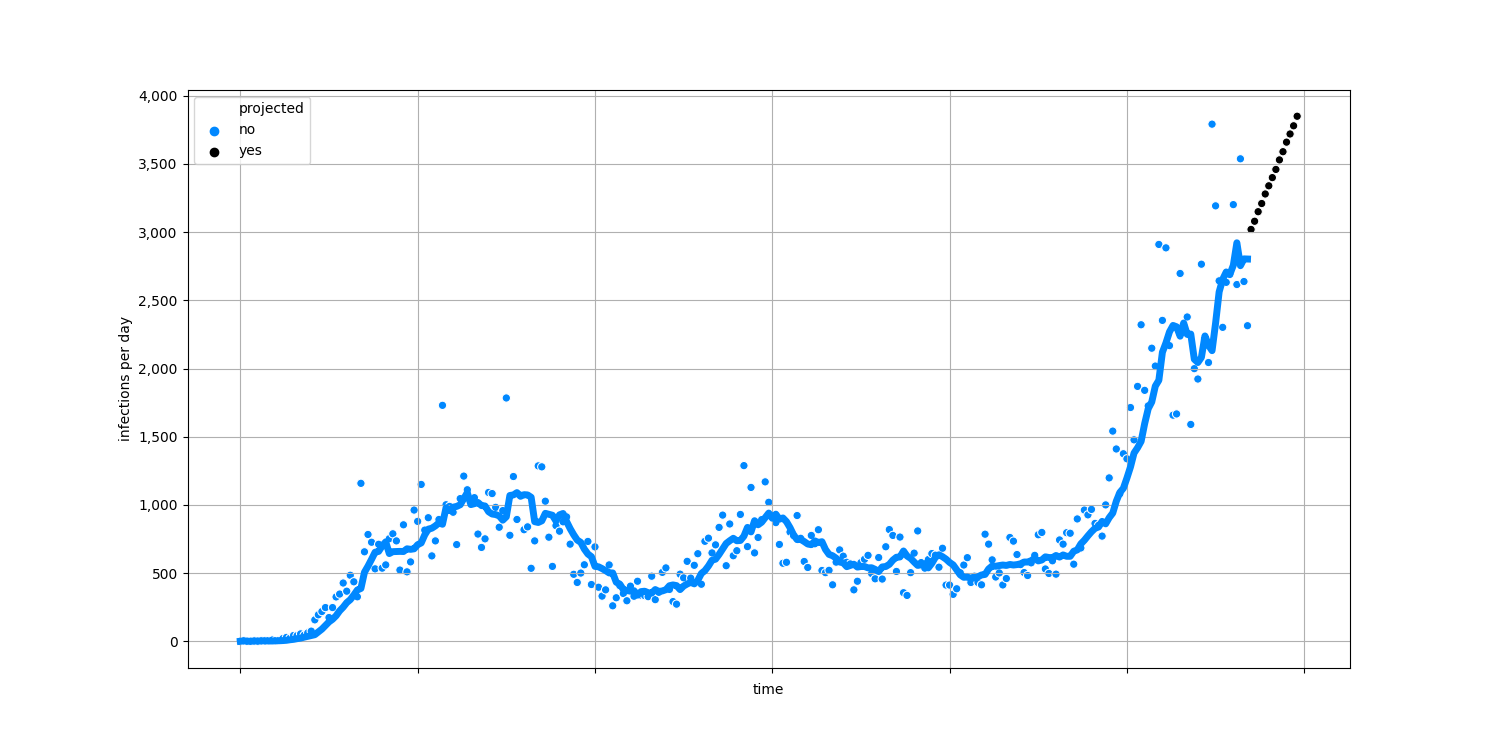 4,000
3,500
3,000
2,500
2,000
1,500
1,000
500
0
infections per day
time
projected
no
yes